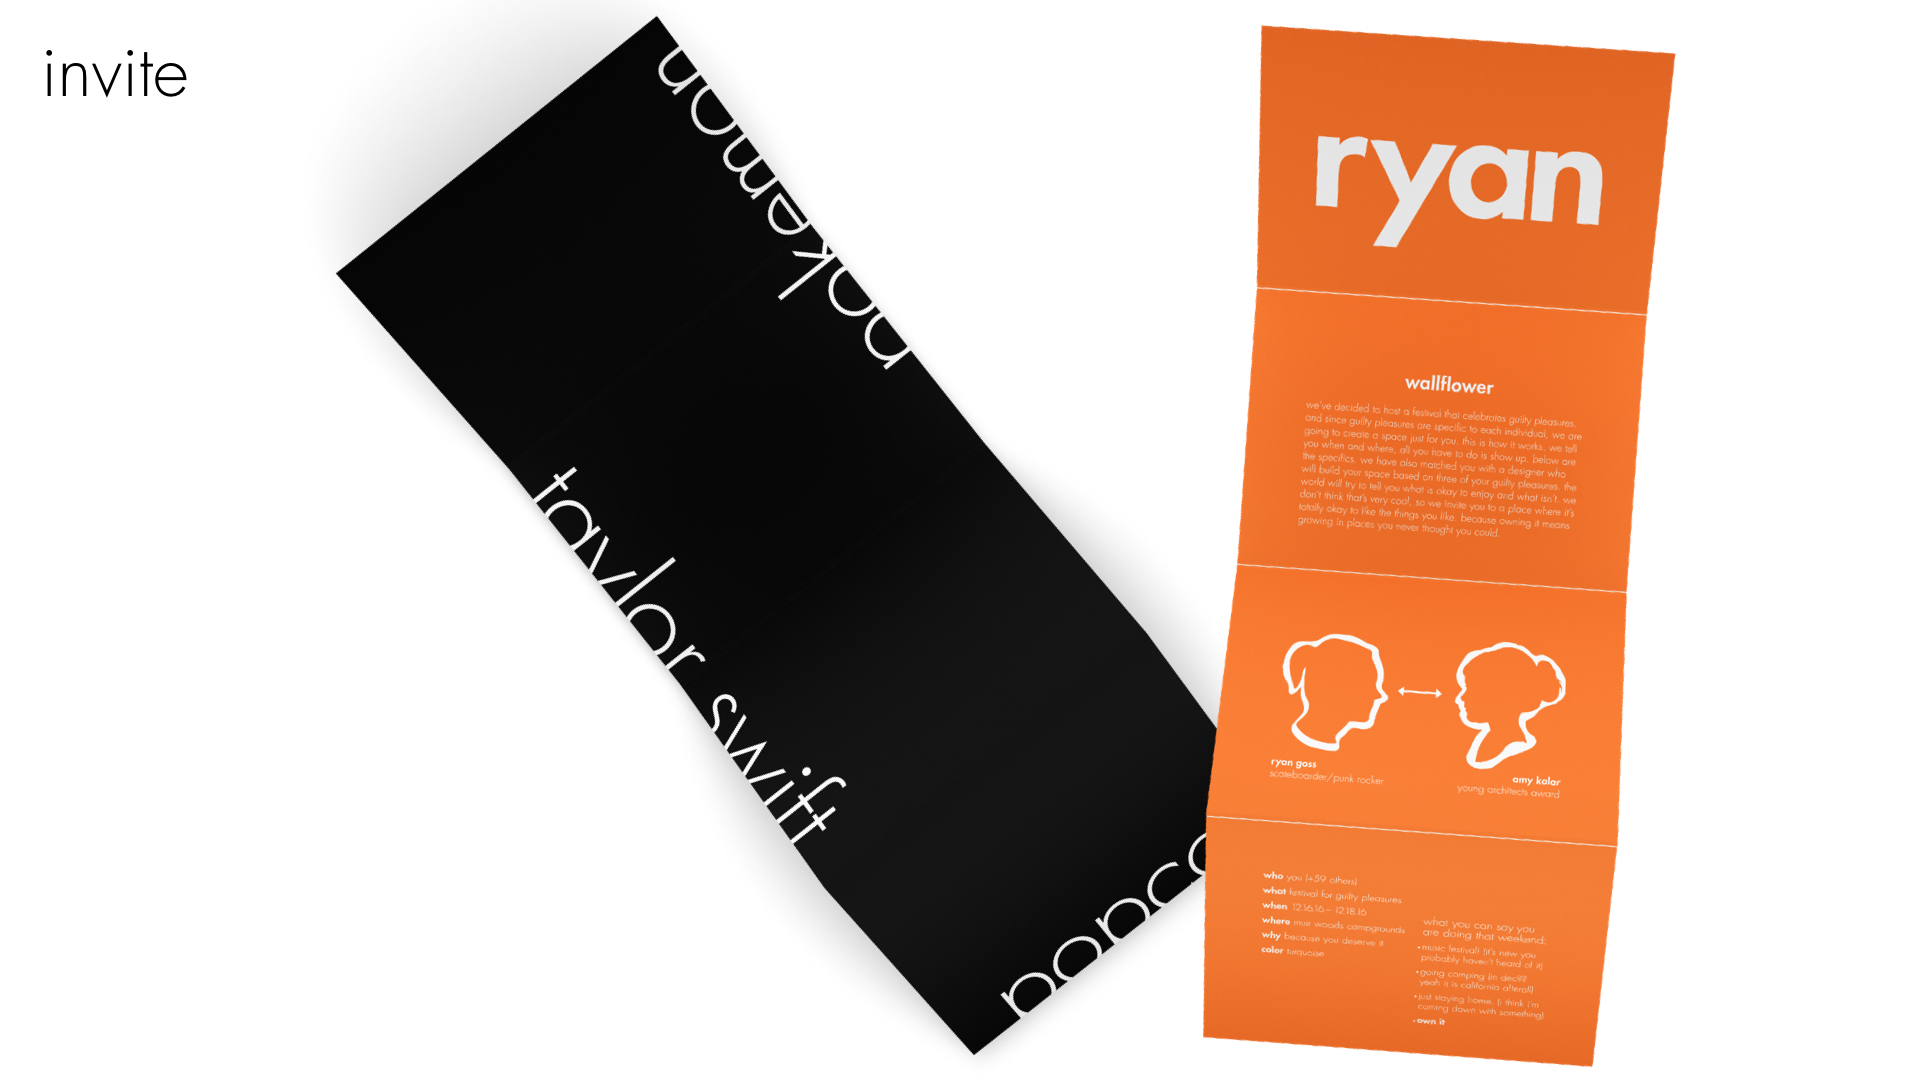 invite
pokemon
taylor swift
popco
ryan
wallflower
we've decided to host a festival that celebrates guilty pleasures.
and since guilty pleasures are specific to each individual, we are
going to create a space just for you. this is how it works. we tell
you when and where, all you have to do is show up. below are
the specifics. we have also matched you with a designer who
will build your space based on three of your guilty pleasures. the
world will try to tell you what is okay to enjoy and what isn't. we
don't think that's very cool, so we invite you to a place where it's
totally okay to like the things you like. because owning it means
growing in places you never thought you could.
ryan goss
scateboarder/punk rocker
amy kalar
young architects award
who you (+59 others)
what festival for guilty pleasures
when 12.16.16 – 12.18.16
where muir woods campgrounds
why because you deserve it
color turquoise
what you can say you
are doing that weekend:
•music festival! (it's new you
probably haven't heard of it)
•going camping (in dec??
yeah it is california afterall)
•just staying home. (i think i'm
coming down with something)
•own it